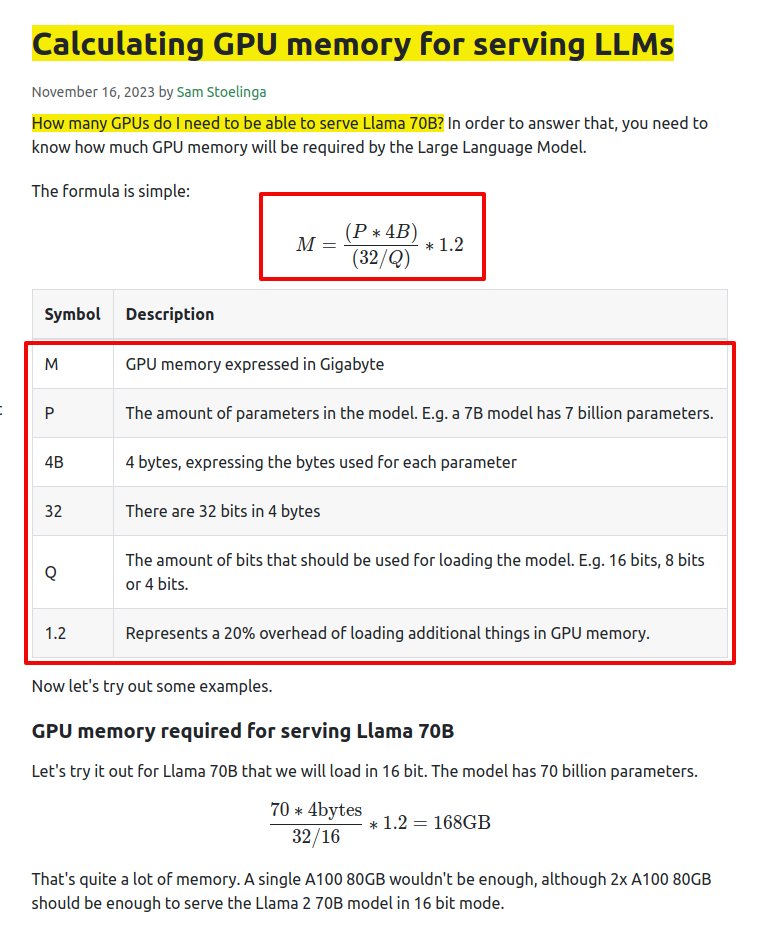 Calculating GPU memory for serving LLMs
November 16, 2023 by Sam Stoelinga
How many GPUs do I need to be able to serve Llama 70B? In order to answer that, you need to
know how much GPU memory will be required by the Large Language Model.
The formula is simple:
M = (P * 4B) / (32/Q) * 1.2
Symbol Description
M GPU memory expressed in Gigabyte
P The amount of parameters in the model. E.g. a 7B model has 7 billion parameters.
4B 4 bytes, expressing the bytes used for each parameter
32 There are 32 bits in 4 bytes
Q The amount of bits that should be used for loading the model. E.g. 16 bits, 8 bits
or 4 bits.
1.2 Represents a 20% overhead of loading additional things in GPU memory.
Now let's try out some examples.
GPU memory required for serving Llama 70B
Let's try it out for Llama 70B that we will load in 16 bit. The model has 70 billion parameters.
70 * 4bytes / 32/16 * 1.2 = 168GB
That's quite a lot of memory. A single A100 80GB wouldn't be enough, although 2x A100 80GB
should be enough to serve the Llama 2 70B model in 16 bit mode.